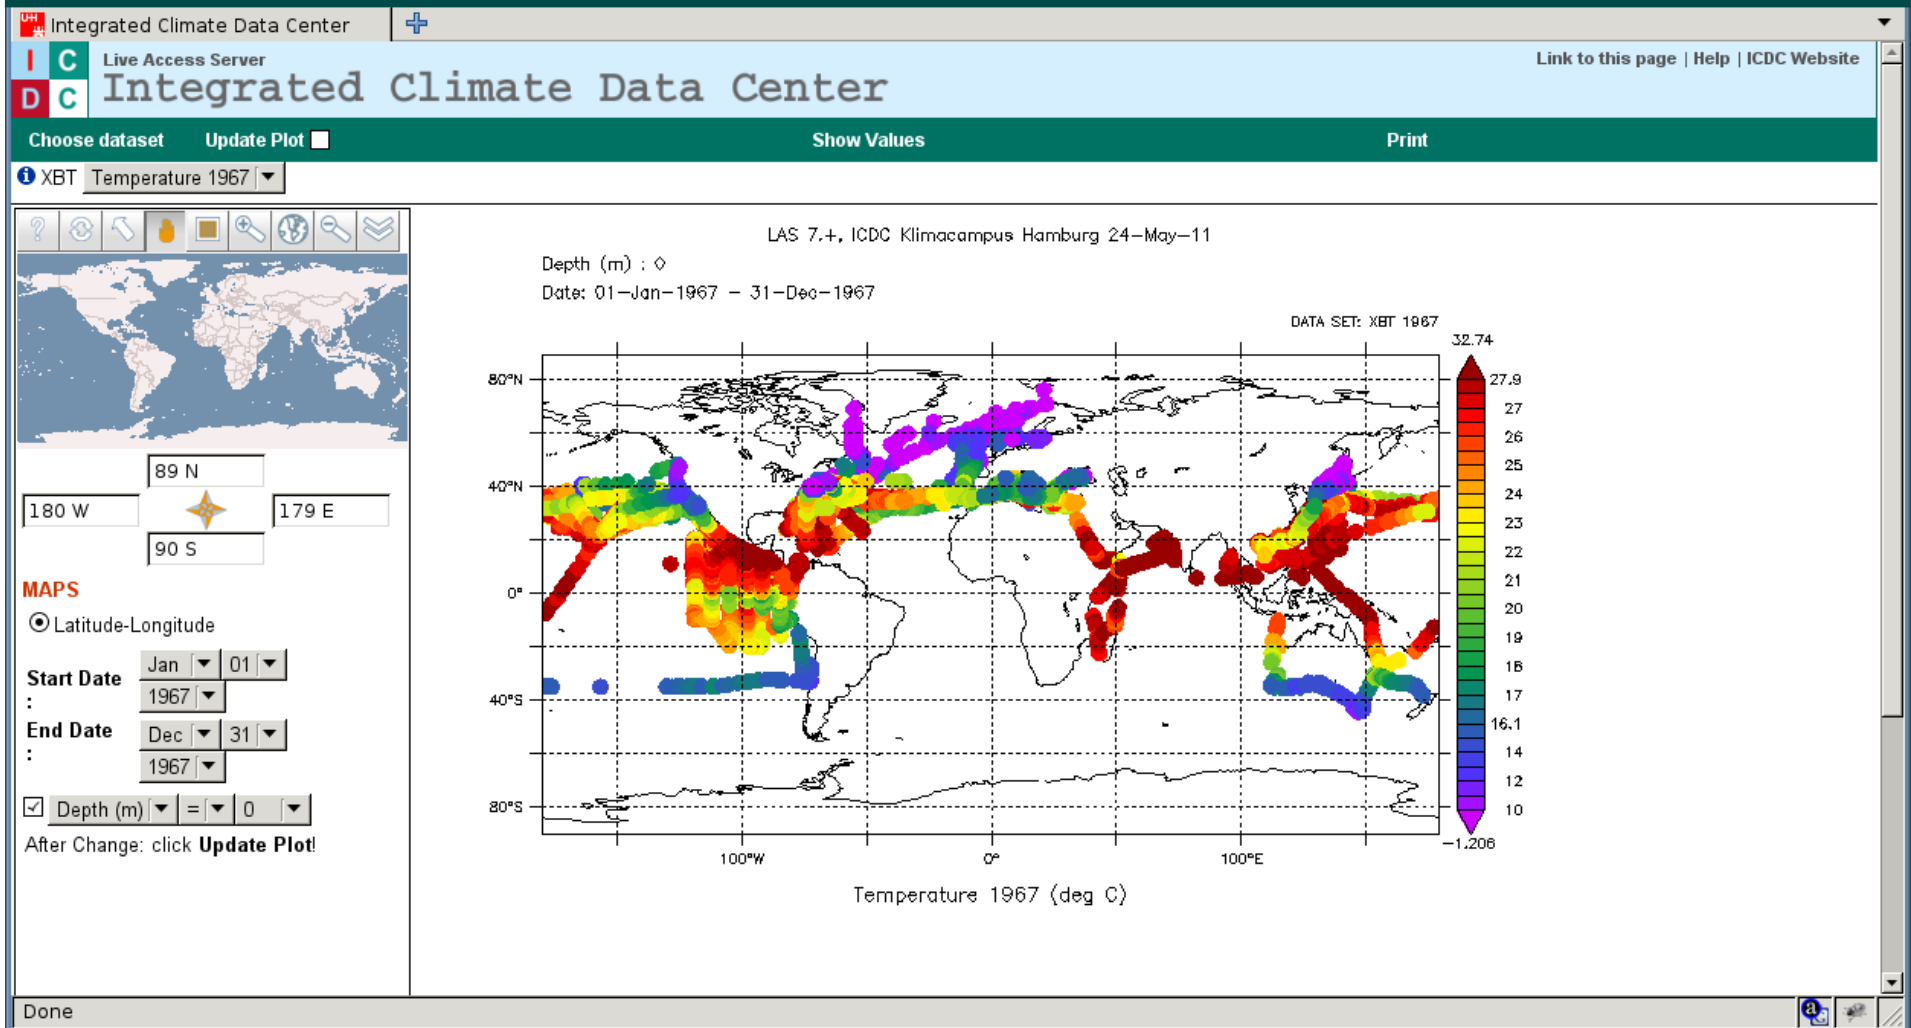 Integrated Climate Data Center
I C
D C
Live Access Server
Integrated Climate Data Center
Link to this page | Help | ICDC Website
Choose dataset Update Plot Show Values Print
XBT Temperature 1967
LAS 7.+, ICDC Klimacampus Hamburg 24-May-11
Depth (m) : 0
Date: 01-Jan-1967 - 31-Dec-1967
DATA SET: XBT 1967
32.74
27.9
27
26
25
24
23
22
21
20
19
18
17
16.1
14
12
10
-1.206
80°N
40°N
0°
40°S
80°S
100°W 0° 100°E
Temperature 1967 (deg C)
89 N
180 W 179 E
90 S
MAPS
Latitude-Longitude
Start Date : Jan 01 1967
End Date : Dec 31 1967
Depth (m) = 0
After Change: click Update Plot!
Done